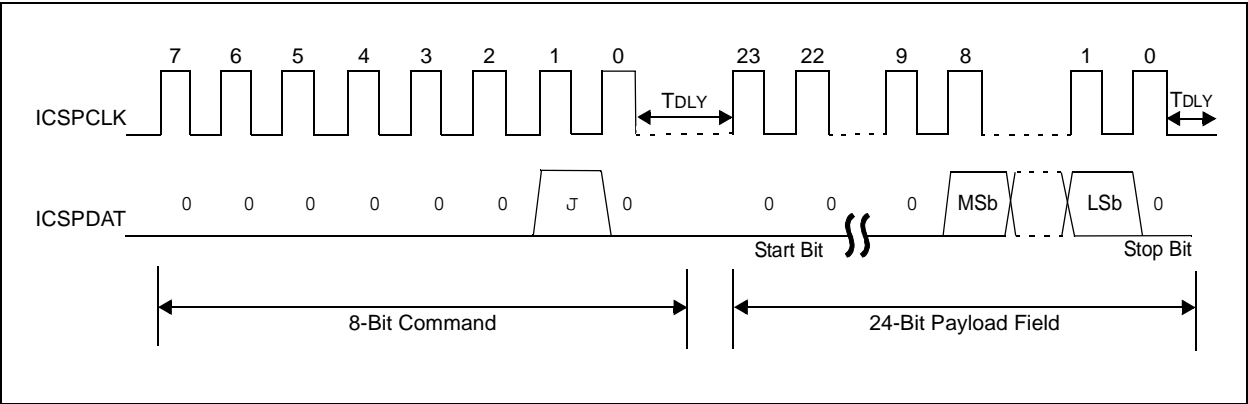 7 6 5 4 3 2 1 0 23 22 9 8 1 0
TDLY TDLY
ICSPCLK
ICSPDAT 0 0 0 0 0 0 J 0 0 0 0 MSb LSb 0
Start Bit Stop Bit
8-Bit Command 24-Bit Payload Field